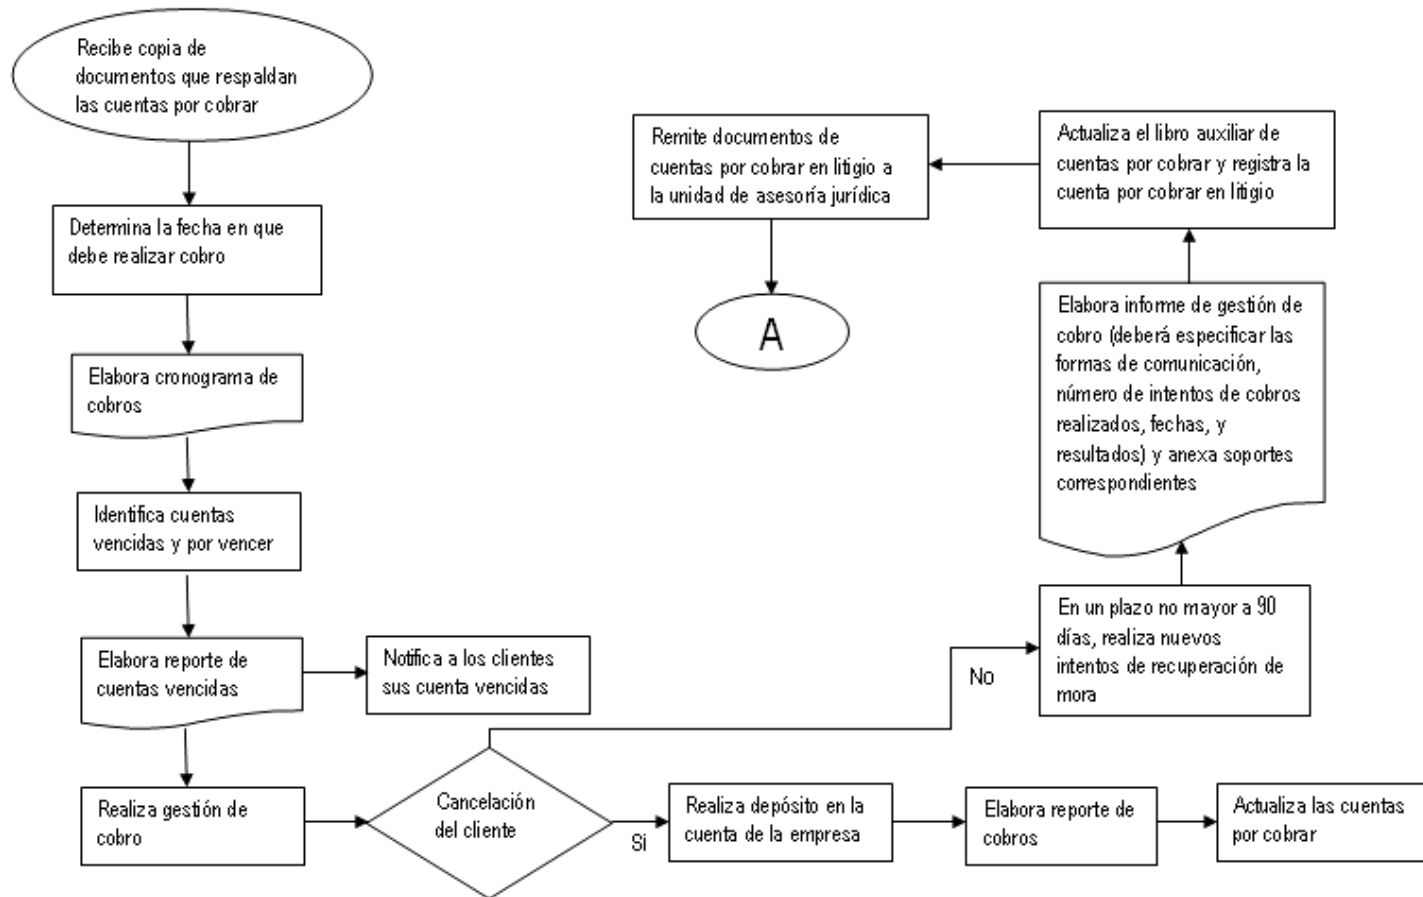 Recibe copia de
documentos que respaldan
las cuentas por cobrar
Determina la fecha en que
debe realizar cobro
Elabora cronograma de
cobros
Identifica cuentas
vencidas y por vencer
Elabora reporte de
cuentas vencidas
Notifica a los clientes
sus cuenta vencidas
Realiza gestión de
cobro
Cancelación
del cliente
Si
Realiza depósito en la
cuenta de la empresa
Elabora reporte de
cobros
Actualiza las cuentas
por cobrar
No
En un plazo no mayor a 90
días, realiza nuevos
intentos de recuperación de
mora
Elabora informe de gestión de
cobro (deberá especificar las
formas de comunicación,
número de intentos de cobros
realizados, fechas, y
resultados) y anexa soportes
correspondientes
Actualiza el libro auxiliar de
cuentas por cobrar y registra la
cuenta por cobrar en litigio
Remite documentos de
cuentas por cobrar en litigio a
la unidad de asesoría jurídica
A